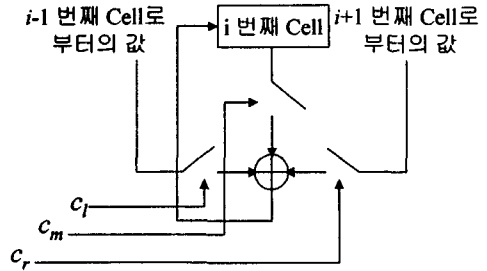 i-1 번째 Cell로
부터의 값
i 번째 Cell
i+1 번째 Cell로
부터의 값
c_l
c_m
c_r